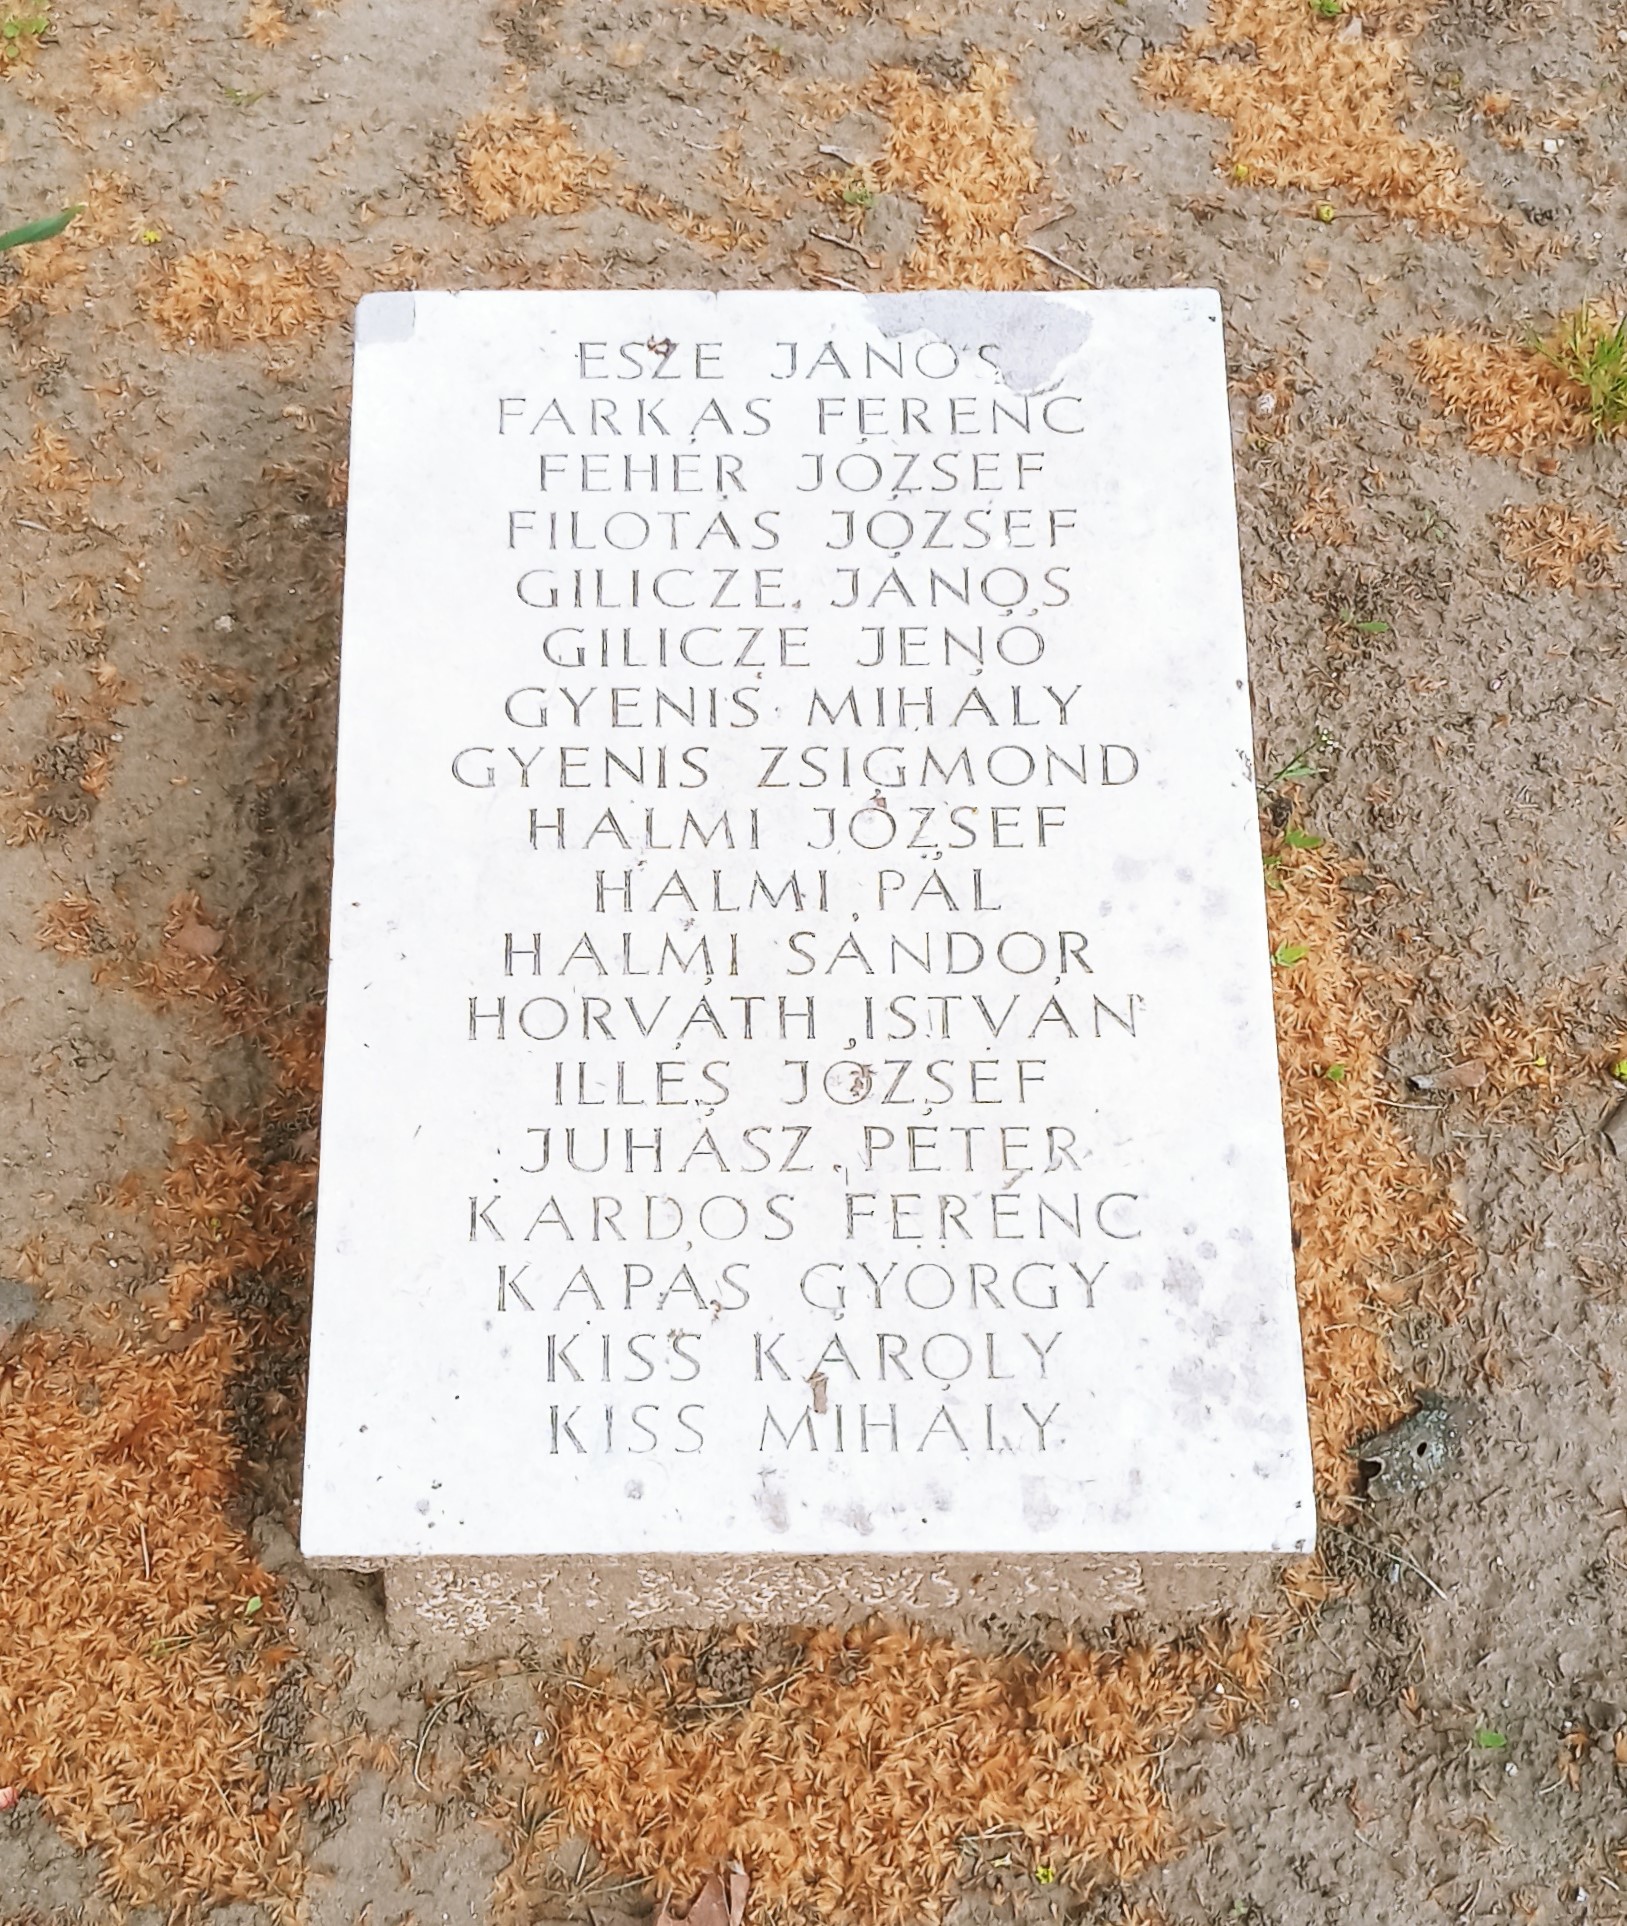 ESZE JÁNOS
FARKAS FERENC
FEHÉR JÓZSEF
FILOTÁS JÓZSEF
GILICZE JÁNOS
GILICZE JENŐ
GYENIS MIHÁLY
GYENIS ZSIGMOND
HALMI JÓZSEF
HALMI PÁL
HALMI SÁNDOR
HORVÁTH ISTVÁN
ILLÉS JÓZSEF
JUHÁSZ PÉTER
KARDOS FERENC
KAPÁS GYÖRGY
KISS KÁROLY
KISS MIHÁLY